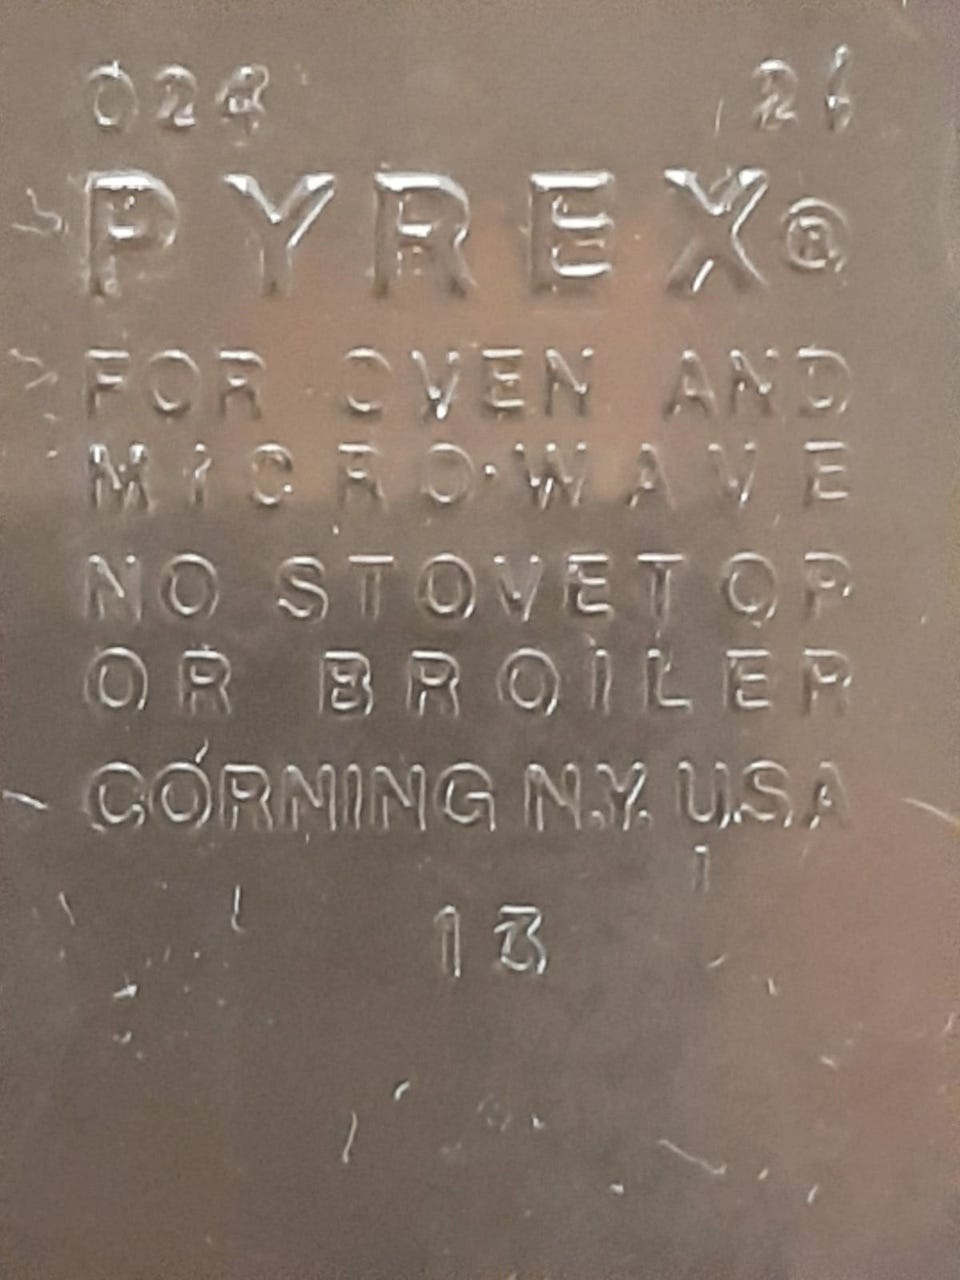 024 21
PYREX®
FOR OVEN AND
MICRO·WAVE
NO STOVETOP
OR BROILER
CORNING N.Y. U.S.A
13